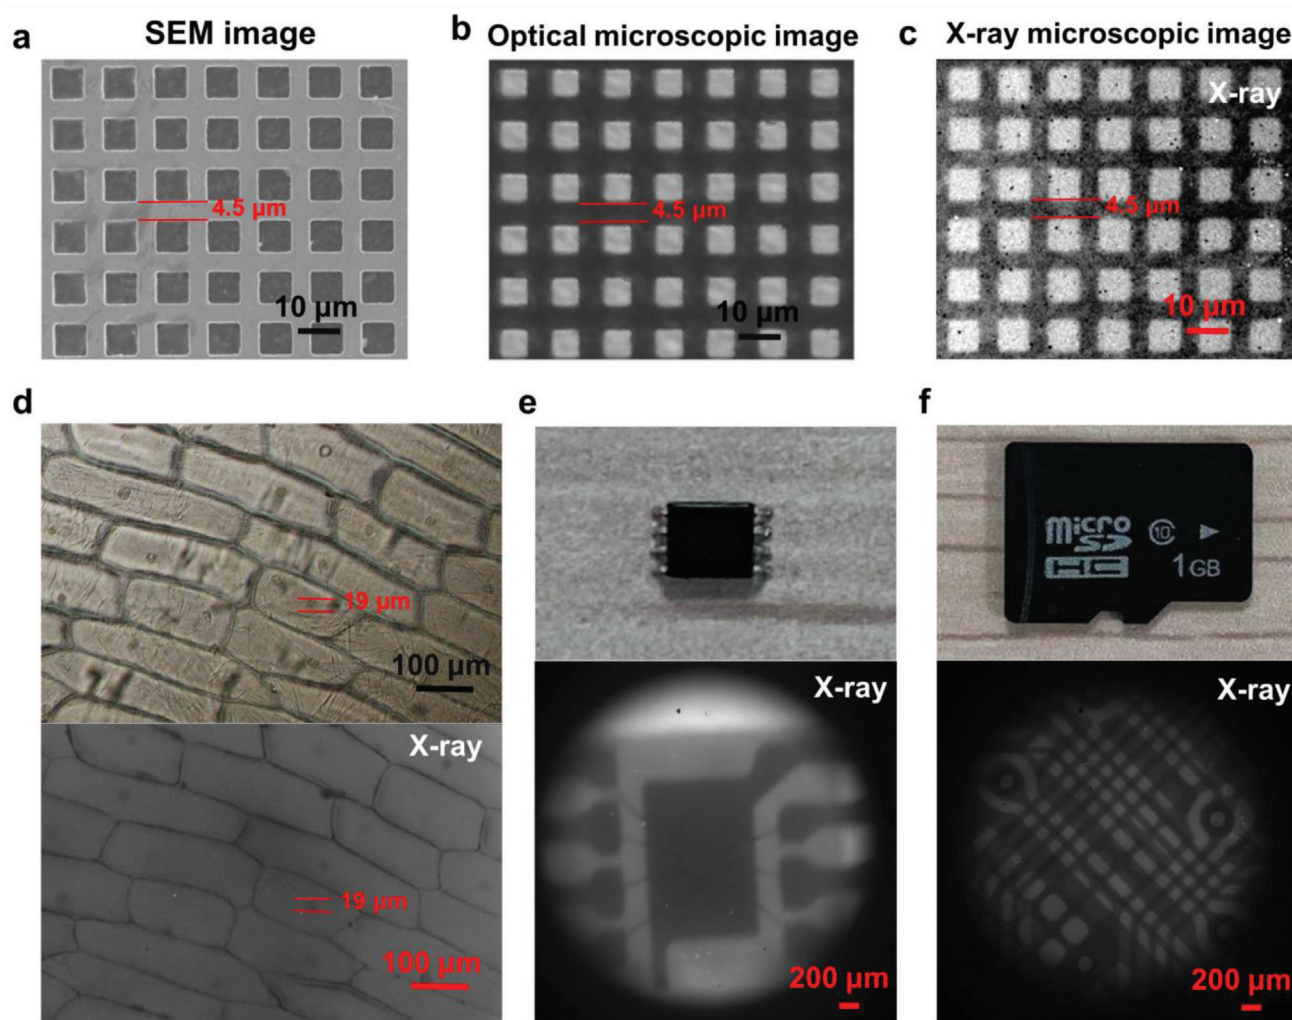 a
SEM image
4.5 μm
10 μm
b
Optical microscopic image
4.5 μm
10 μm
c
X-ray microscopic image
X-ray
4.5 μm
10 μm
d
19 μm
100 μm
X-ray
19 μm
100 μm
e
X-ray
200 μm
f
micro
SD
HC
10
1GB
X-ray
200 μm